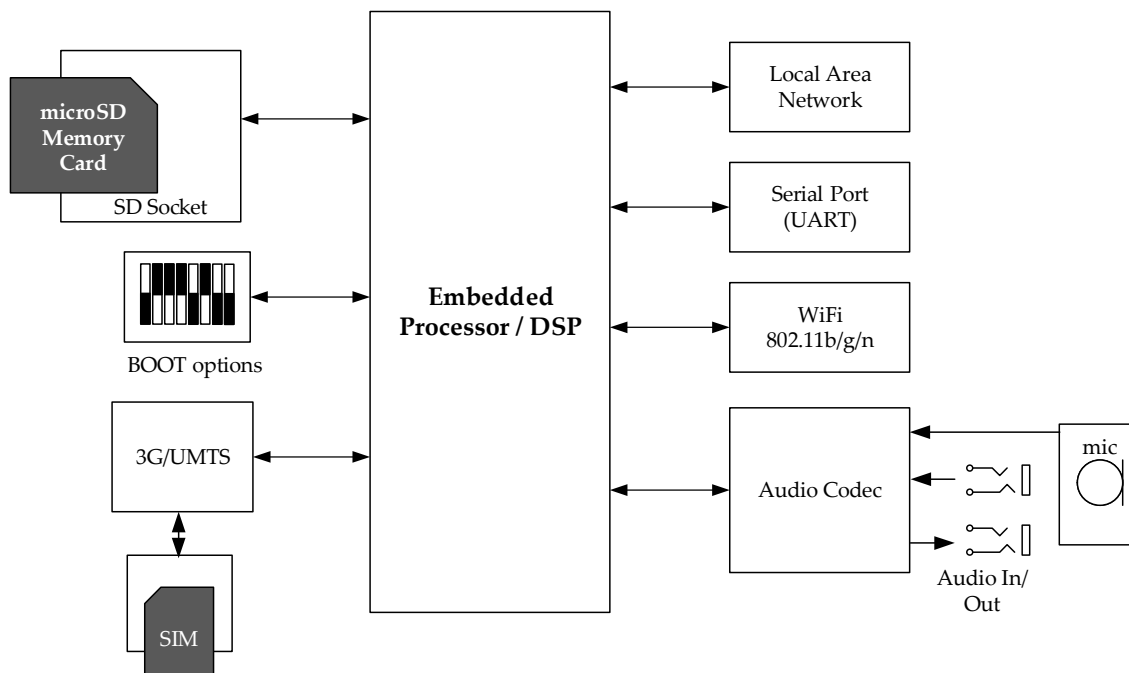 microSD
Memory
Card
SD Socket
BOOT options
3G/UMTS
SIM
Embedded
Processor / DSP
Local Area
Network
Serial Port
(UART)
WiFi
802.11b/g/n
Audio Codec
mic
Audio In/
Out